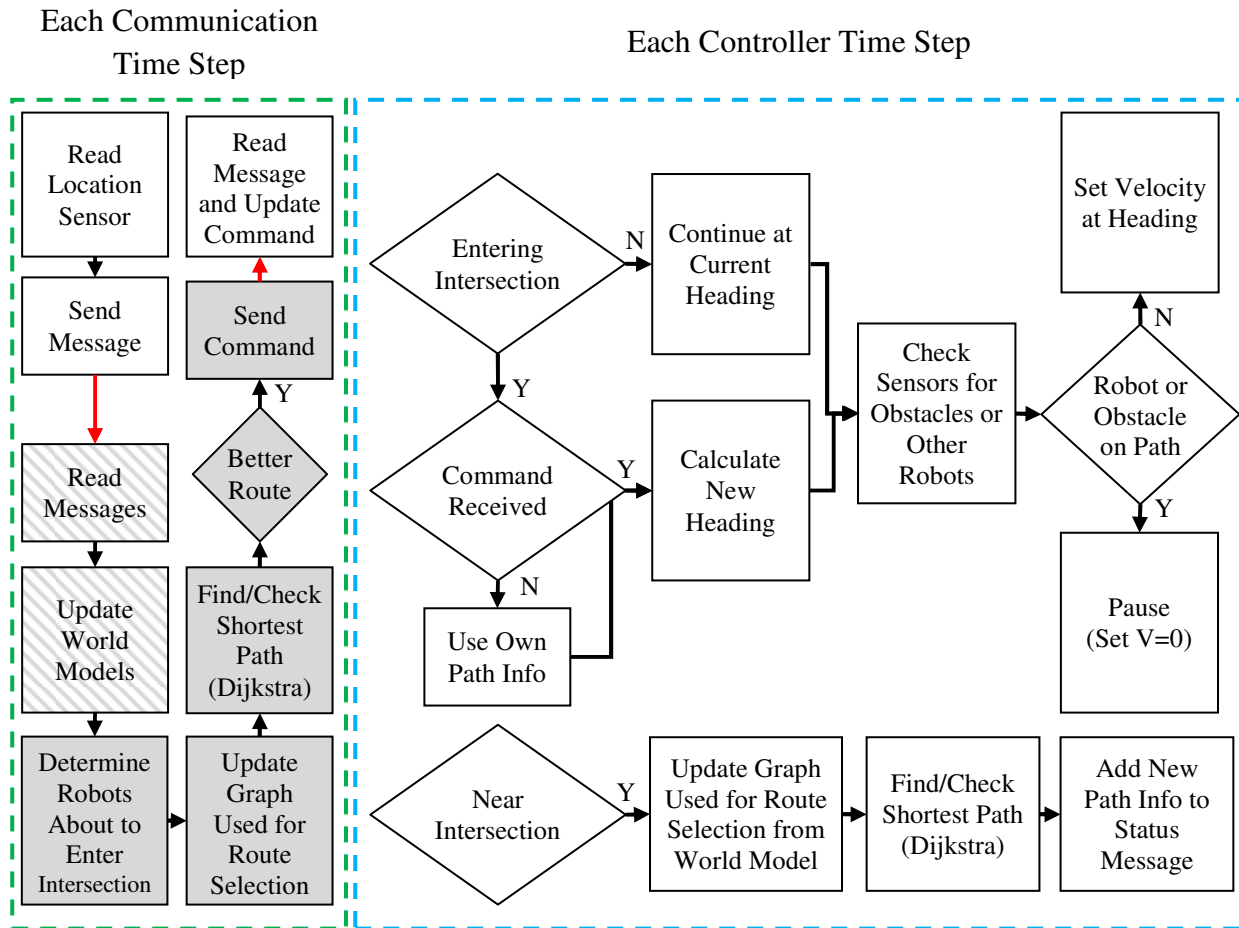 Each Communication
Time Step
Each Controller Time Step
Read
Location
Sensor
Send
Message
Read
Messages
Update
World
Models
Determine
Robots
About to
Enter
Intersection
Update
Graph
Used for
Route
Selection
Find/Check
Shortest
Path
(Dijkstra)
Better
Route
Y
Send
Command
Read
Message
and Update
Command
Entering
Intersection
N
Continue at
Current
Heading
Y
Command
Received
Y
Calculate
New
Heading
N
Use Own
Path Info
Check
Sensors for
Obstacles or
Other
Robots
Robot or
Obstacle
on Path
N
Set Velocity
at Heading
Y
Pause
(Set V=0)
Near
Intersection
Y
Update Graph
Used for Route
Selection from
World Model
Find/Check
Shortest Path
(Dijkstra)
Add New
Path Info to
Status
Message